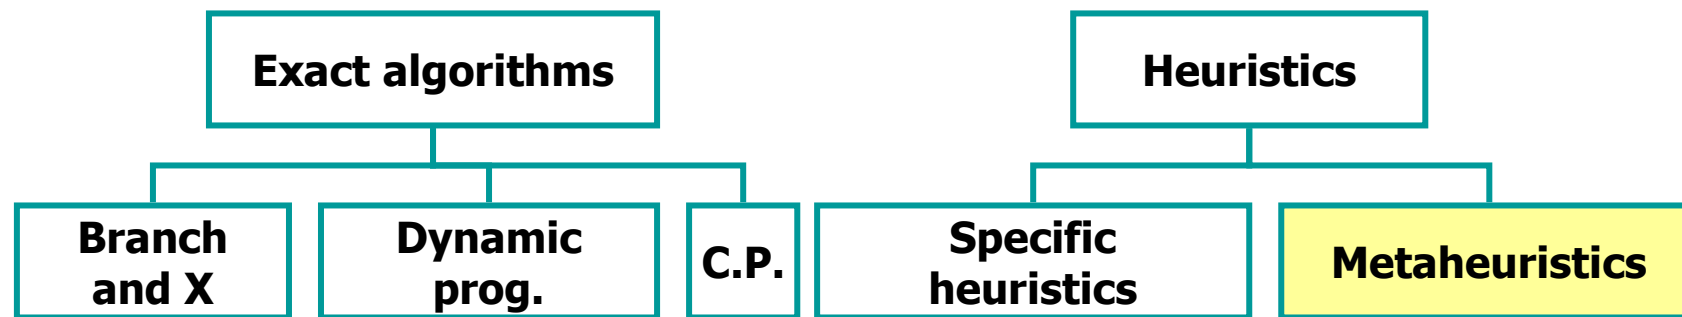 Exact algorithms
Heuristics
Branch
and X
Dynamic
prog.
C.P.
Specific
heuristics
Metaheuristics